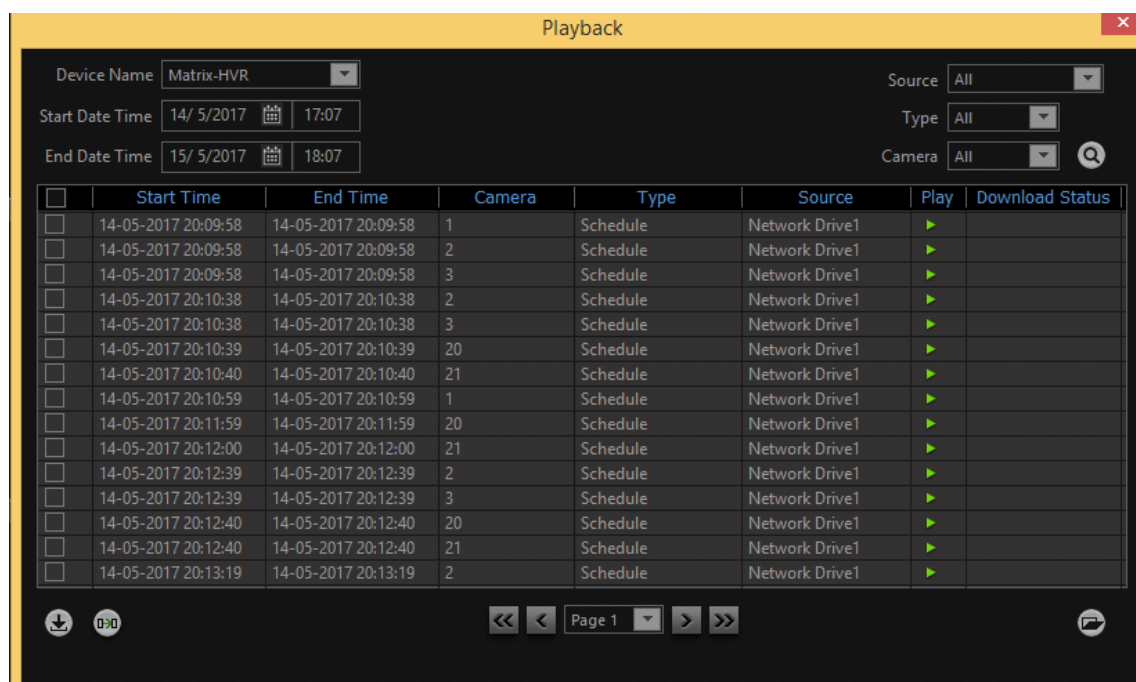 Playback
Device Name Matrix-HVR Source All
Start Date Time 14/ 5/2017 17:07 Type All
End Date Time 15/ 5/2017 18:07 Camera All
Start Time End Time Camera Type Source Play Download Status
14-05-2017 20:09:58 14-05-2017 20:09:58 1 Schedule Network Drive1
14-05-2017 20:09:58 14-05-2017 20:09:58 2 Schedule Network Drive1
14-05-2017 20:09:58 14-05-2017 20:09:58 3 Schedule Network Drive1
14-05-2017 20:10:38 14-05-2017 20:10:38 2 Schedule Network Drive1
14-05-2017 20:10:38 14-05-2017 20:10:38 3 Schedule Network Drive1
14-05-2017 20:10:39 14-05-2017 20:10:39 20 Schedule Network Drive1
14-05-2017 20:10:40 14-05-2017 20:10:40 21 Schedule Network Drive1
14-05-2017 20:10:59 14-05-2017 20:10:59 1 Schedule Network Drive1
14-05-2017 20:11:59 14-05-2017 20:11:59 20 Schedule Network Drive1
14-05-2017 20:12:00 14-05-2017 20:12:00 21 Schedule Network Drive1
14-05-2017 20:12:39 14-05-2017 20:12:39 2 Schedule Network Drive1
14-05-2017 20:12:39 14-05-2017 20:12:39 3 Schedule Network Drive1
14-05-2017 20:12:40 14-05-2017 20:12:40 20 Schedule Network Drive1
14-05-2017 20:12:40 14-05-2017 20:12:40 21 Schedule Network Drive1
14-05-2017 20:13:19 14-05-2017 20:13:19 2 Schedule Network Drive1
Page 1